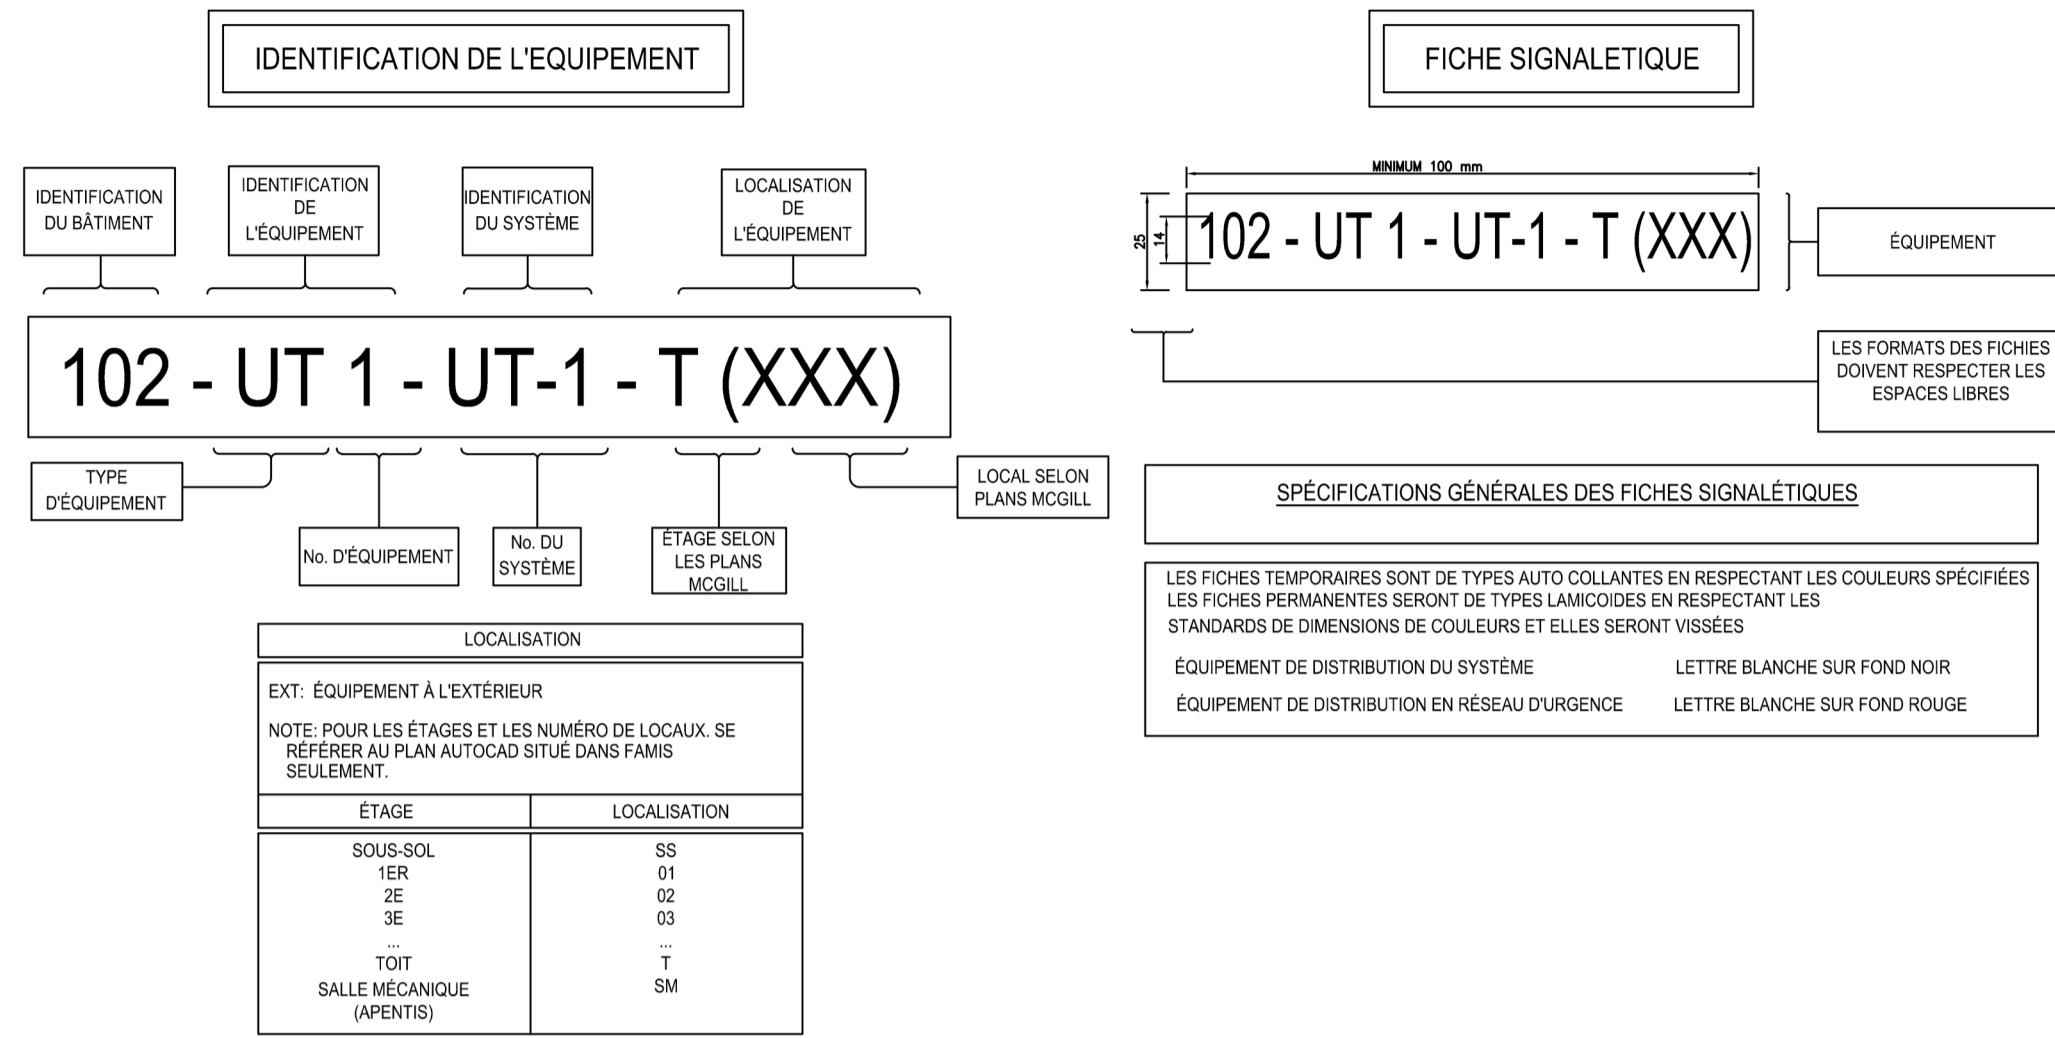 IDENTIFICATION DE L'EQUIPEMENT
IDENTIFICATION
DU BÂTIMENT
IDENTIFICATION
DE
L'ÉQUIPEMENT
IDENTIFICATION
DU SYSTÈME
LOCALISATION
DE
L'ÉQUIPEMENT
102 - UT 1 - UT-1 - T (XXX)
TYPE
D'ÉQUIPEMENT
No. D'ÉQUIPEMENT
No. DU
SYSTÈME
ÉTAGE SELON
LES PLANS
MCGILL
LOCAL SELON
PLANS MCGILL
LOCALISATION
EXT: ÉQUIPEMENT À L'EXTÉRIEUR
NOTE: POUR LES ÉTAGES ET LES NUMÉRO DE LOCAUX. SE
RÉFÉRER AU PLAN AUTOCAD SITUÉ DANS FAMIS
SEULEMENT.
ÉTAGE LOCALISATION
SOUS-SOL SS
1ER 01
2E 02
3E 03
... ...
TOIT T
SALLE MÉCANIQUE SM
(APENTIS)
FICHE SIGNALETIQUE
MINIMUM 100 mm
25
14
102 - UT 1 - UT-1 - T (XXX)
ÉQUIPEMENT
LES FORMATS DES FICHIES
DOIVENT RESPECTER LES
ESPACES LIBRES
SPÉCIFICATIONS GÉNÉRALES DES FICHES SIGNALÉTIQUES
LES FICHES TEMPORAIRES SONT DE TYPES AUTO COLLANTES EN RESPECTANT LES COULEURS SPÉCIFIÉES
LES FICHES PERMANENTES SERONT DE TYPES LAMICOIDES EN RESPECTANT LES
STANDARDS DE DIMENSIONS DE COULEURS ET ELLES SERONT VISSÉES
ÉQUIPEMENT DE DISTRIBUTION DU SYSTÈME LETTRE BLANCHE SUR FOND NOIR
ÉQUIPEMENT DE DISTRIBUTION EN RÉSEAU D'URGENCE LETTRE BLANCHE SUR FOND ROUGE